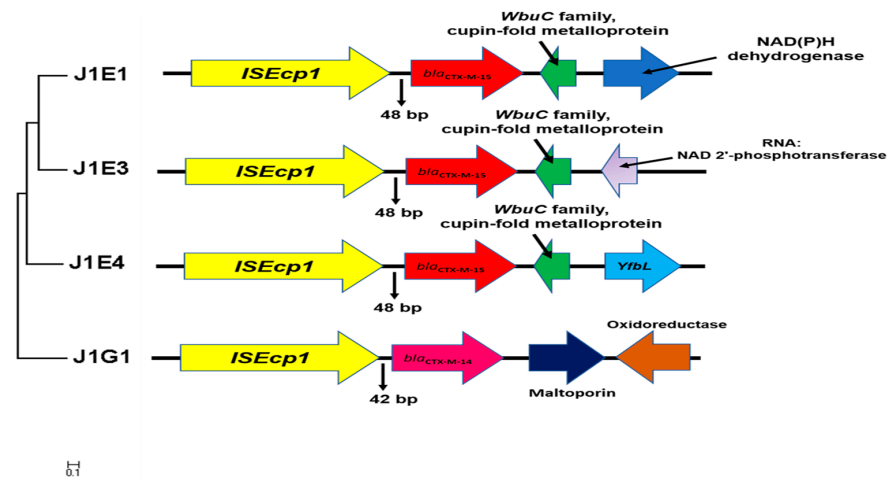 WbuC family,
cupin-fold metalloprotein
NAD(P)H
dehydrogenase
J1E1
ISEcp1
blaCTX-M-15
48 bp
WbuC family,
cupin-fold metalloprotein
RNA:
NAD 2'-phosphotransferase
J1E3
ISEcp1
blaCTX-M-15
48 bp
WbuC family,
cupin-fold metalloprotein
J1E4
ISEcp1
blaCTX-M-15
YfbL
48 bp
Oxidoreductase
J1G1
ISEcp1
blaCTX-M-14
42 bp
Maltoporin
0.1